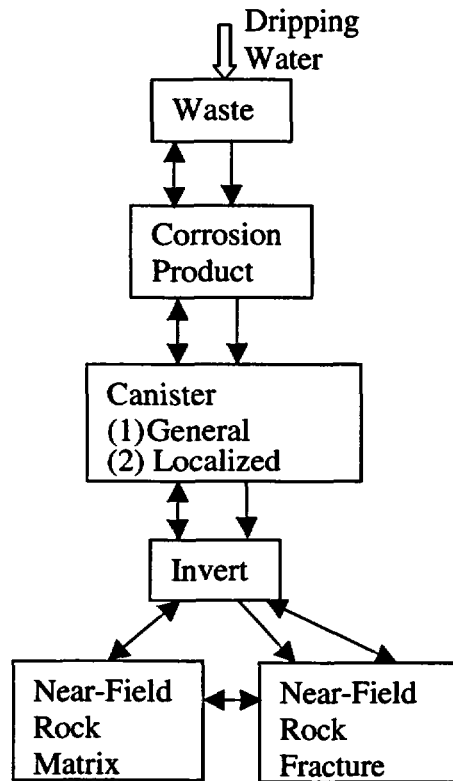 Dripping
Water
Waste
Corrosion
Product
Canister
(1)General
(2) Localized
Invert
Near-Field
Rock
Matrix
Near-Field
Rock
Fracture